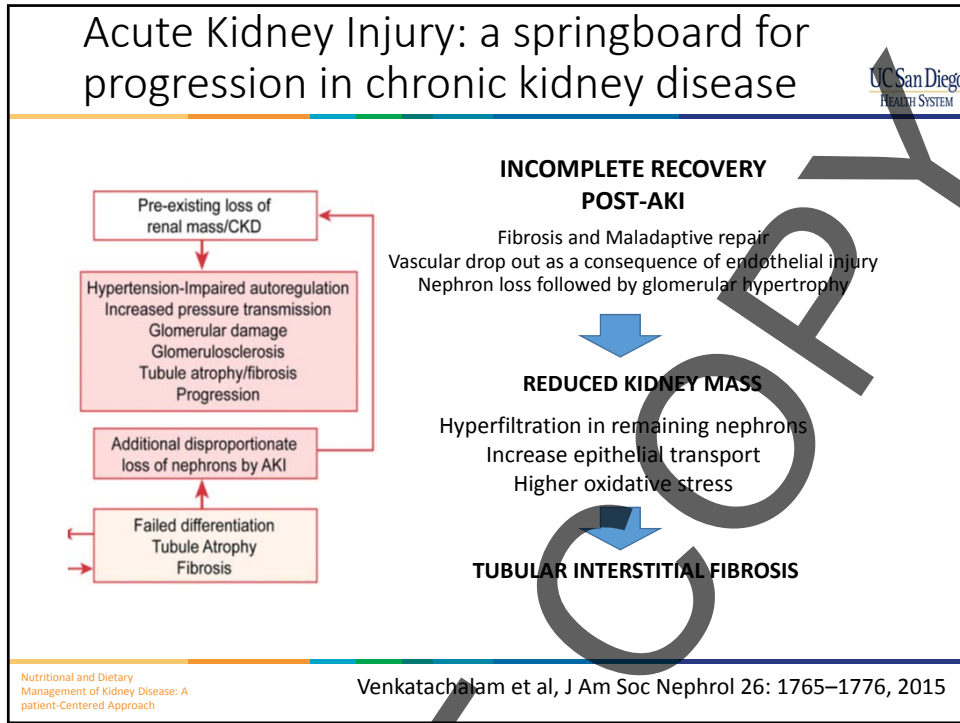 Acute Kidney Injury: a springboard for
progression in chronic kidney disease
UC San Diego
HEALTH SYSTEM
Pre-existing loss of
renal mass/CKD
Hypertension-Impaired autoregulation
Increased pressure transmission
Glomerular damage
Glomerulosclerosis
Tubule atrophy/fibrosis
Progression
Additional disproportionate
loss of nephrons by AKI
Failed differentiation
Tubule Atrophy
Fibrosis
INCOMPLETE RECOVERY
POST-AKI
Fibrosis and Maladaptive repair
Vascular drop out as a consequence of endothelial injury
Nephron loss followed by glomerular hypertrophy
REDUCED KIDNEY MASS
Hyperfiltration in remaining nephrons
Increase epithelial transport
Higher oxidative stress
TUBULAR INTERSTITIAL FIBROSIS
COPY
Nutritional and Dietary
Management of Kidney Disease: A
patient-Centered Approach
Venkatachalam et al, J Am Soc Nephrol 26: 1765–1776, 2015